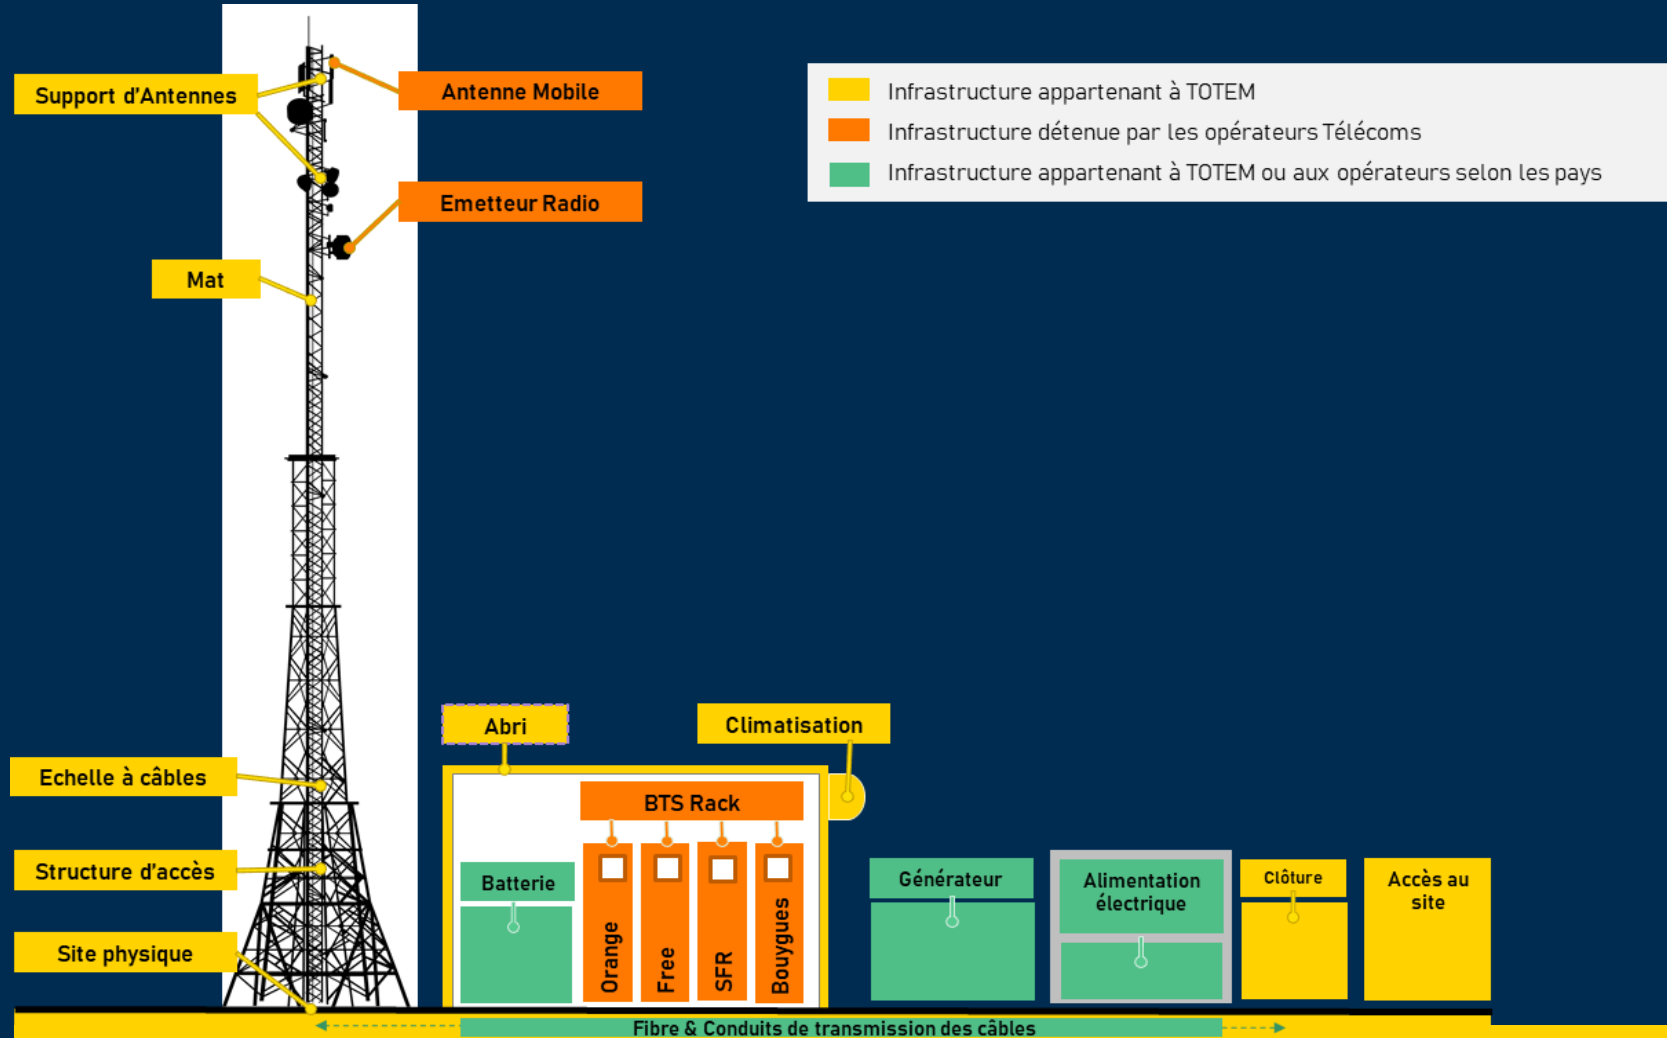 Support d'Antennes
Antenne Mobile
Emetteur Radio
Mat
Infrastructure appartenant à TOTEM
Infrastructure détenue par les opérateurs Télécoms
Infrastructure appartenant à TOTEM ou aux opérateurs selon les pays
Abri
Climatisation
Echelle à câbles
BTS Rack
Structure d'accès
Batterie
Orange
Free
SFR
Bouygues
Générateur
Alimentation
électrique
Clôture
Accès au
site
Site physique
Fibre & Conduits de transmission des câbles